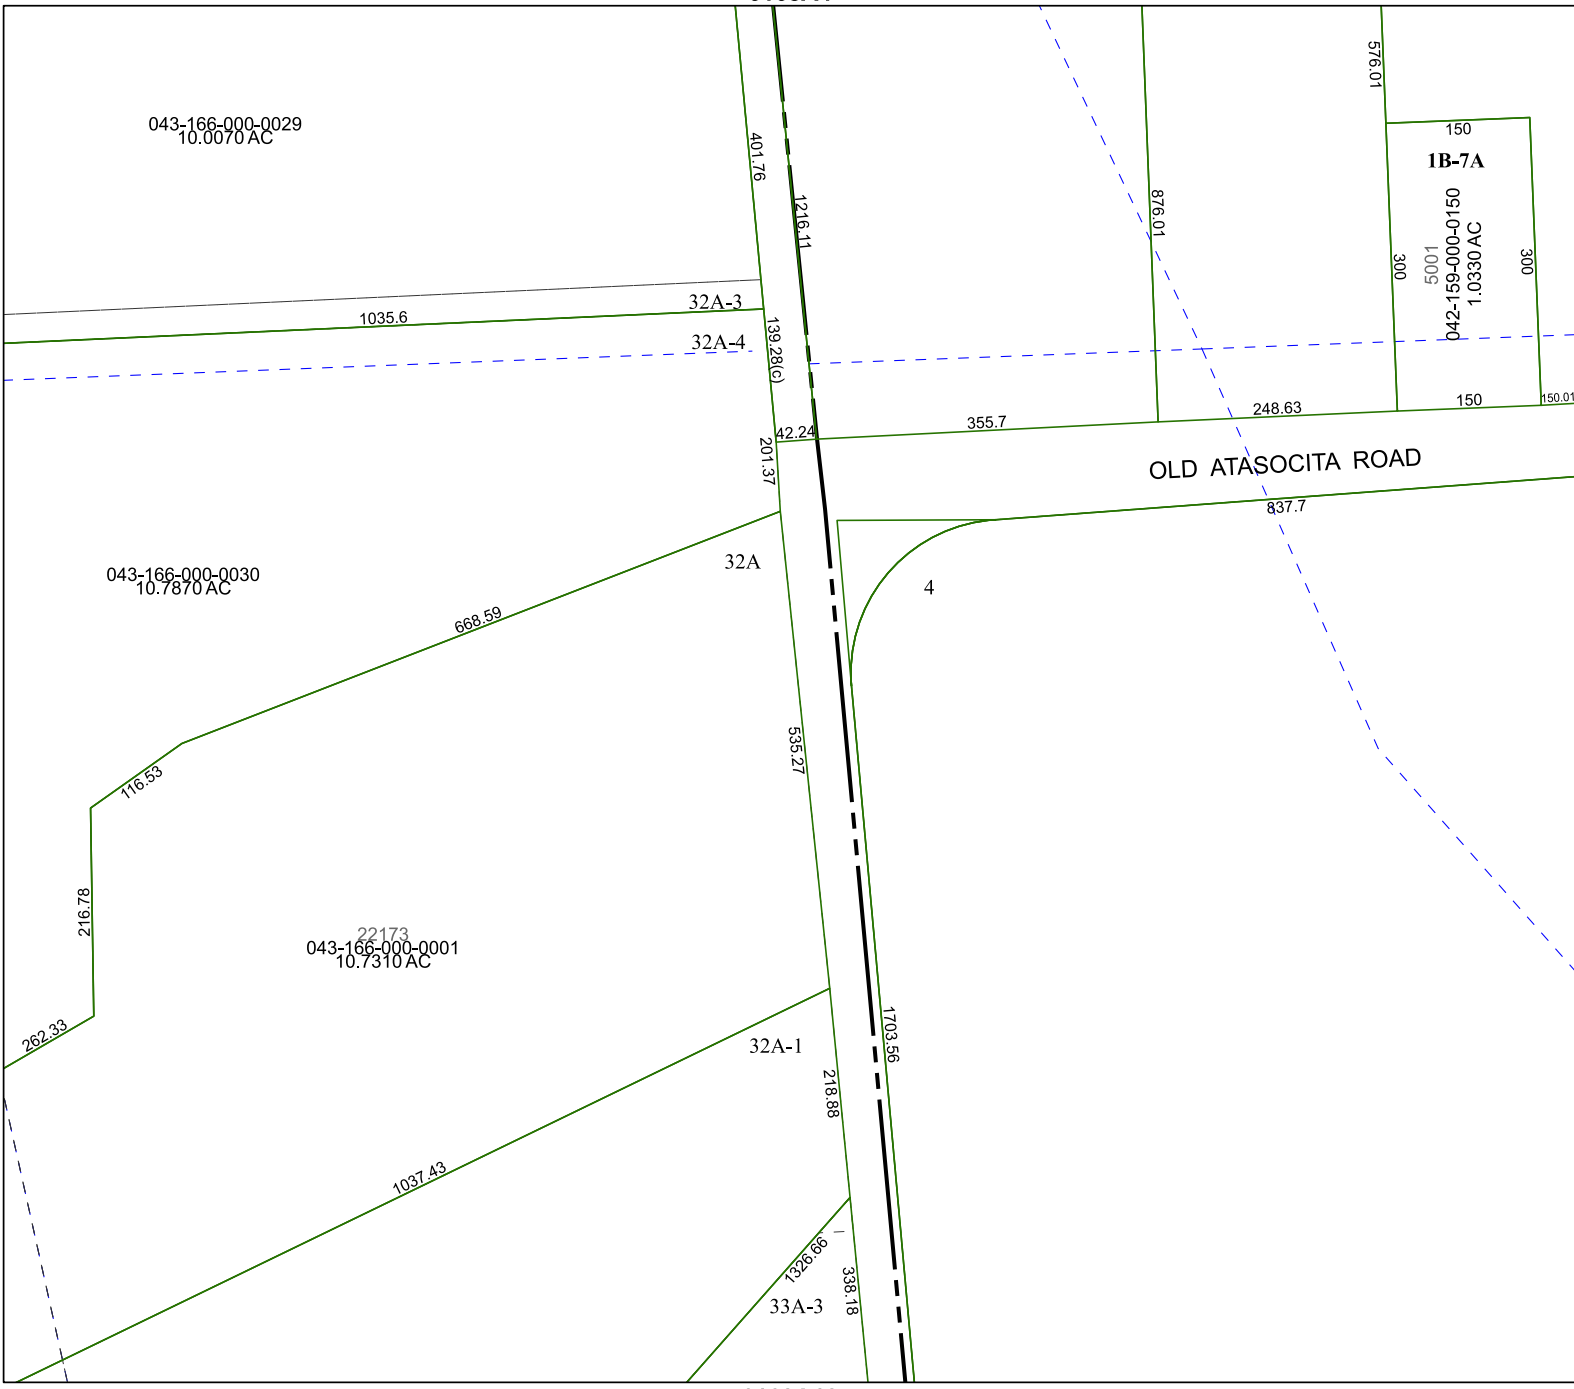 043-166-000-0029
10.0070 AC
401.76
1216.11
576.01
150
1B-7A
042-159-000-0150
5001
1.0330 AC
300
300
876.01
32A-3
1035.6
32A-4
139.28(c)
42.24
355.7
248.63
150
150.01
201.37
OLD ATASOCITA ROAD
837.7
32A
4
043-166-000-0030
10.7870 AC
668.59
116.53
535.27
216.78
22173
043-166-000-0001
10.7310 AC
262.33
1703.56
32A-1
218.88
1037.43
1326.66
338.18
33A-3